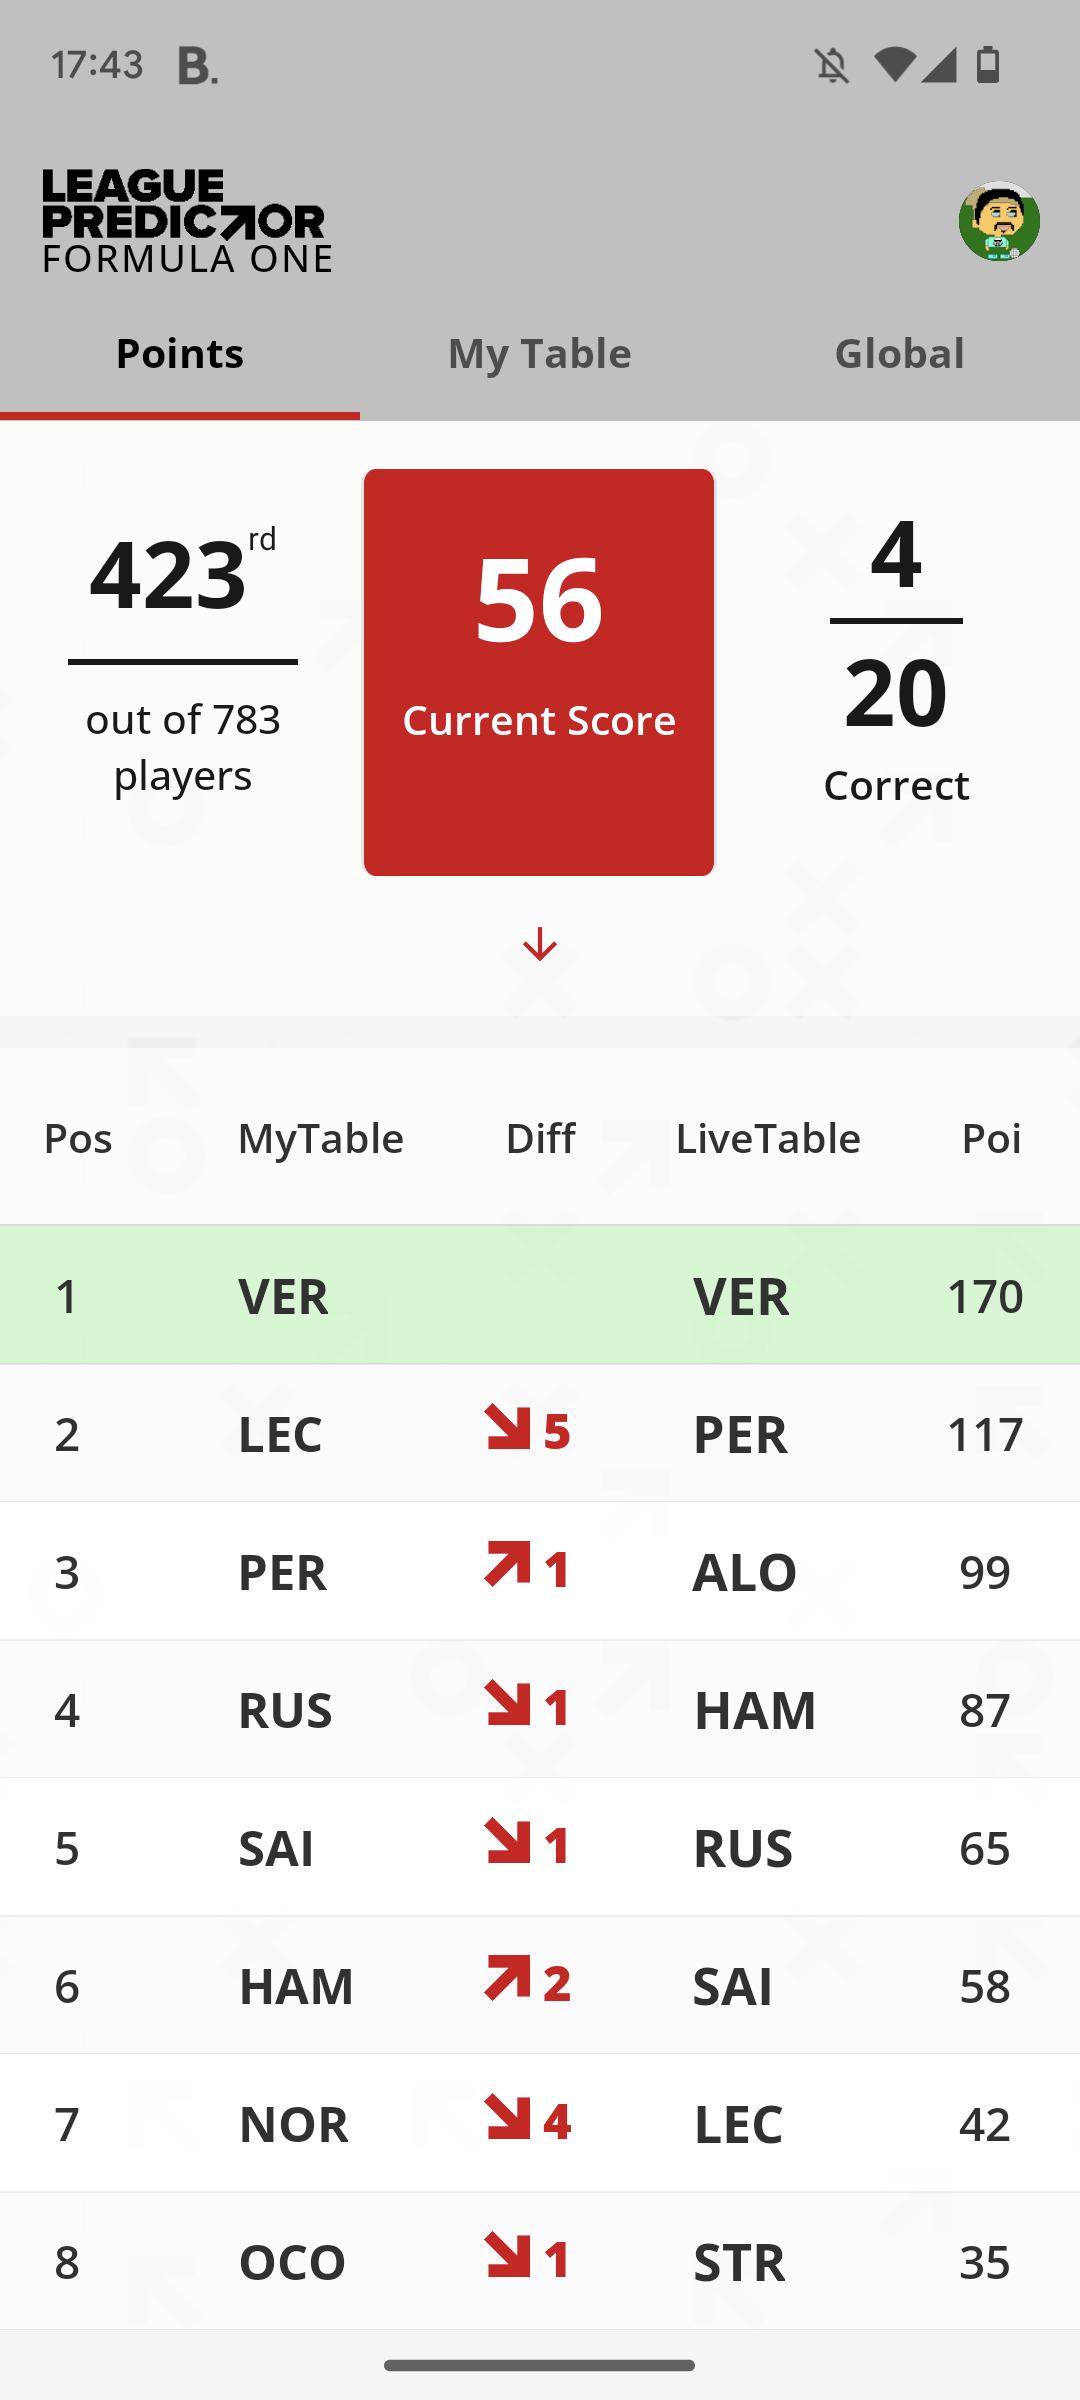 17:43 B.
LEAGUE
PREDICTOR
FORMULA ONE
Points My Table Global
423rd
out of 783
players
56
Current Score
4
20
Correct
Pos MyTable Diff LiveTable Poi
1 VER VER 170
2 LEC 5 PER 117
3 PER 1 ALO 99
4 RUS 1 HAM 87
5 SAI 1 RUS 65
6 HAM 2 SAI 58
7 NOR 4 LEC 42
8 OCO 1 STR 35